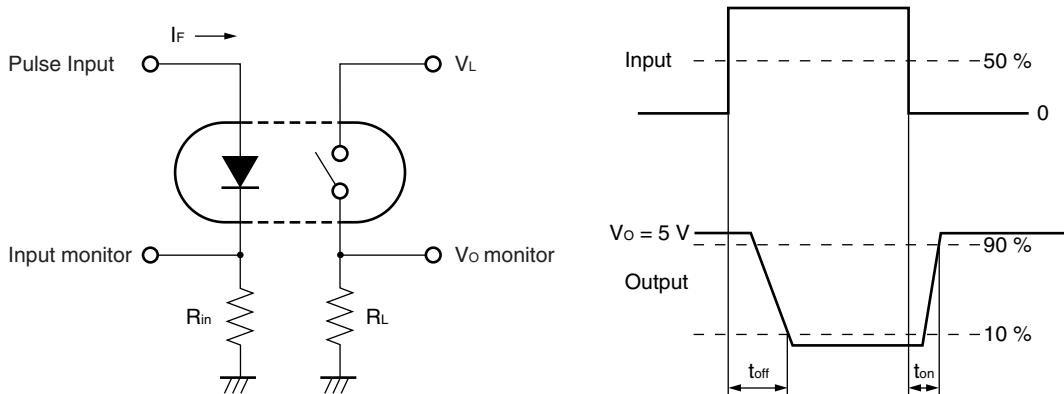 IF
Pulse Input
VL
Input monitor
VO monitor
Rin
RL
Input
50 %
0
VO = 5 V
90 %
Output
10 %
toff
ton